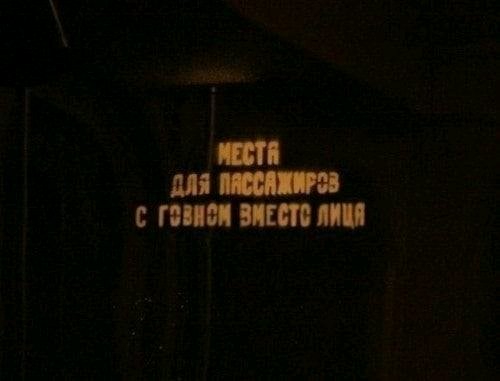 МЕСТА
ДЛЯ ПАССАЖИРОВ
С ГОВНОМ ВМЕСТО ЛИЦА